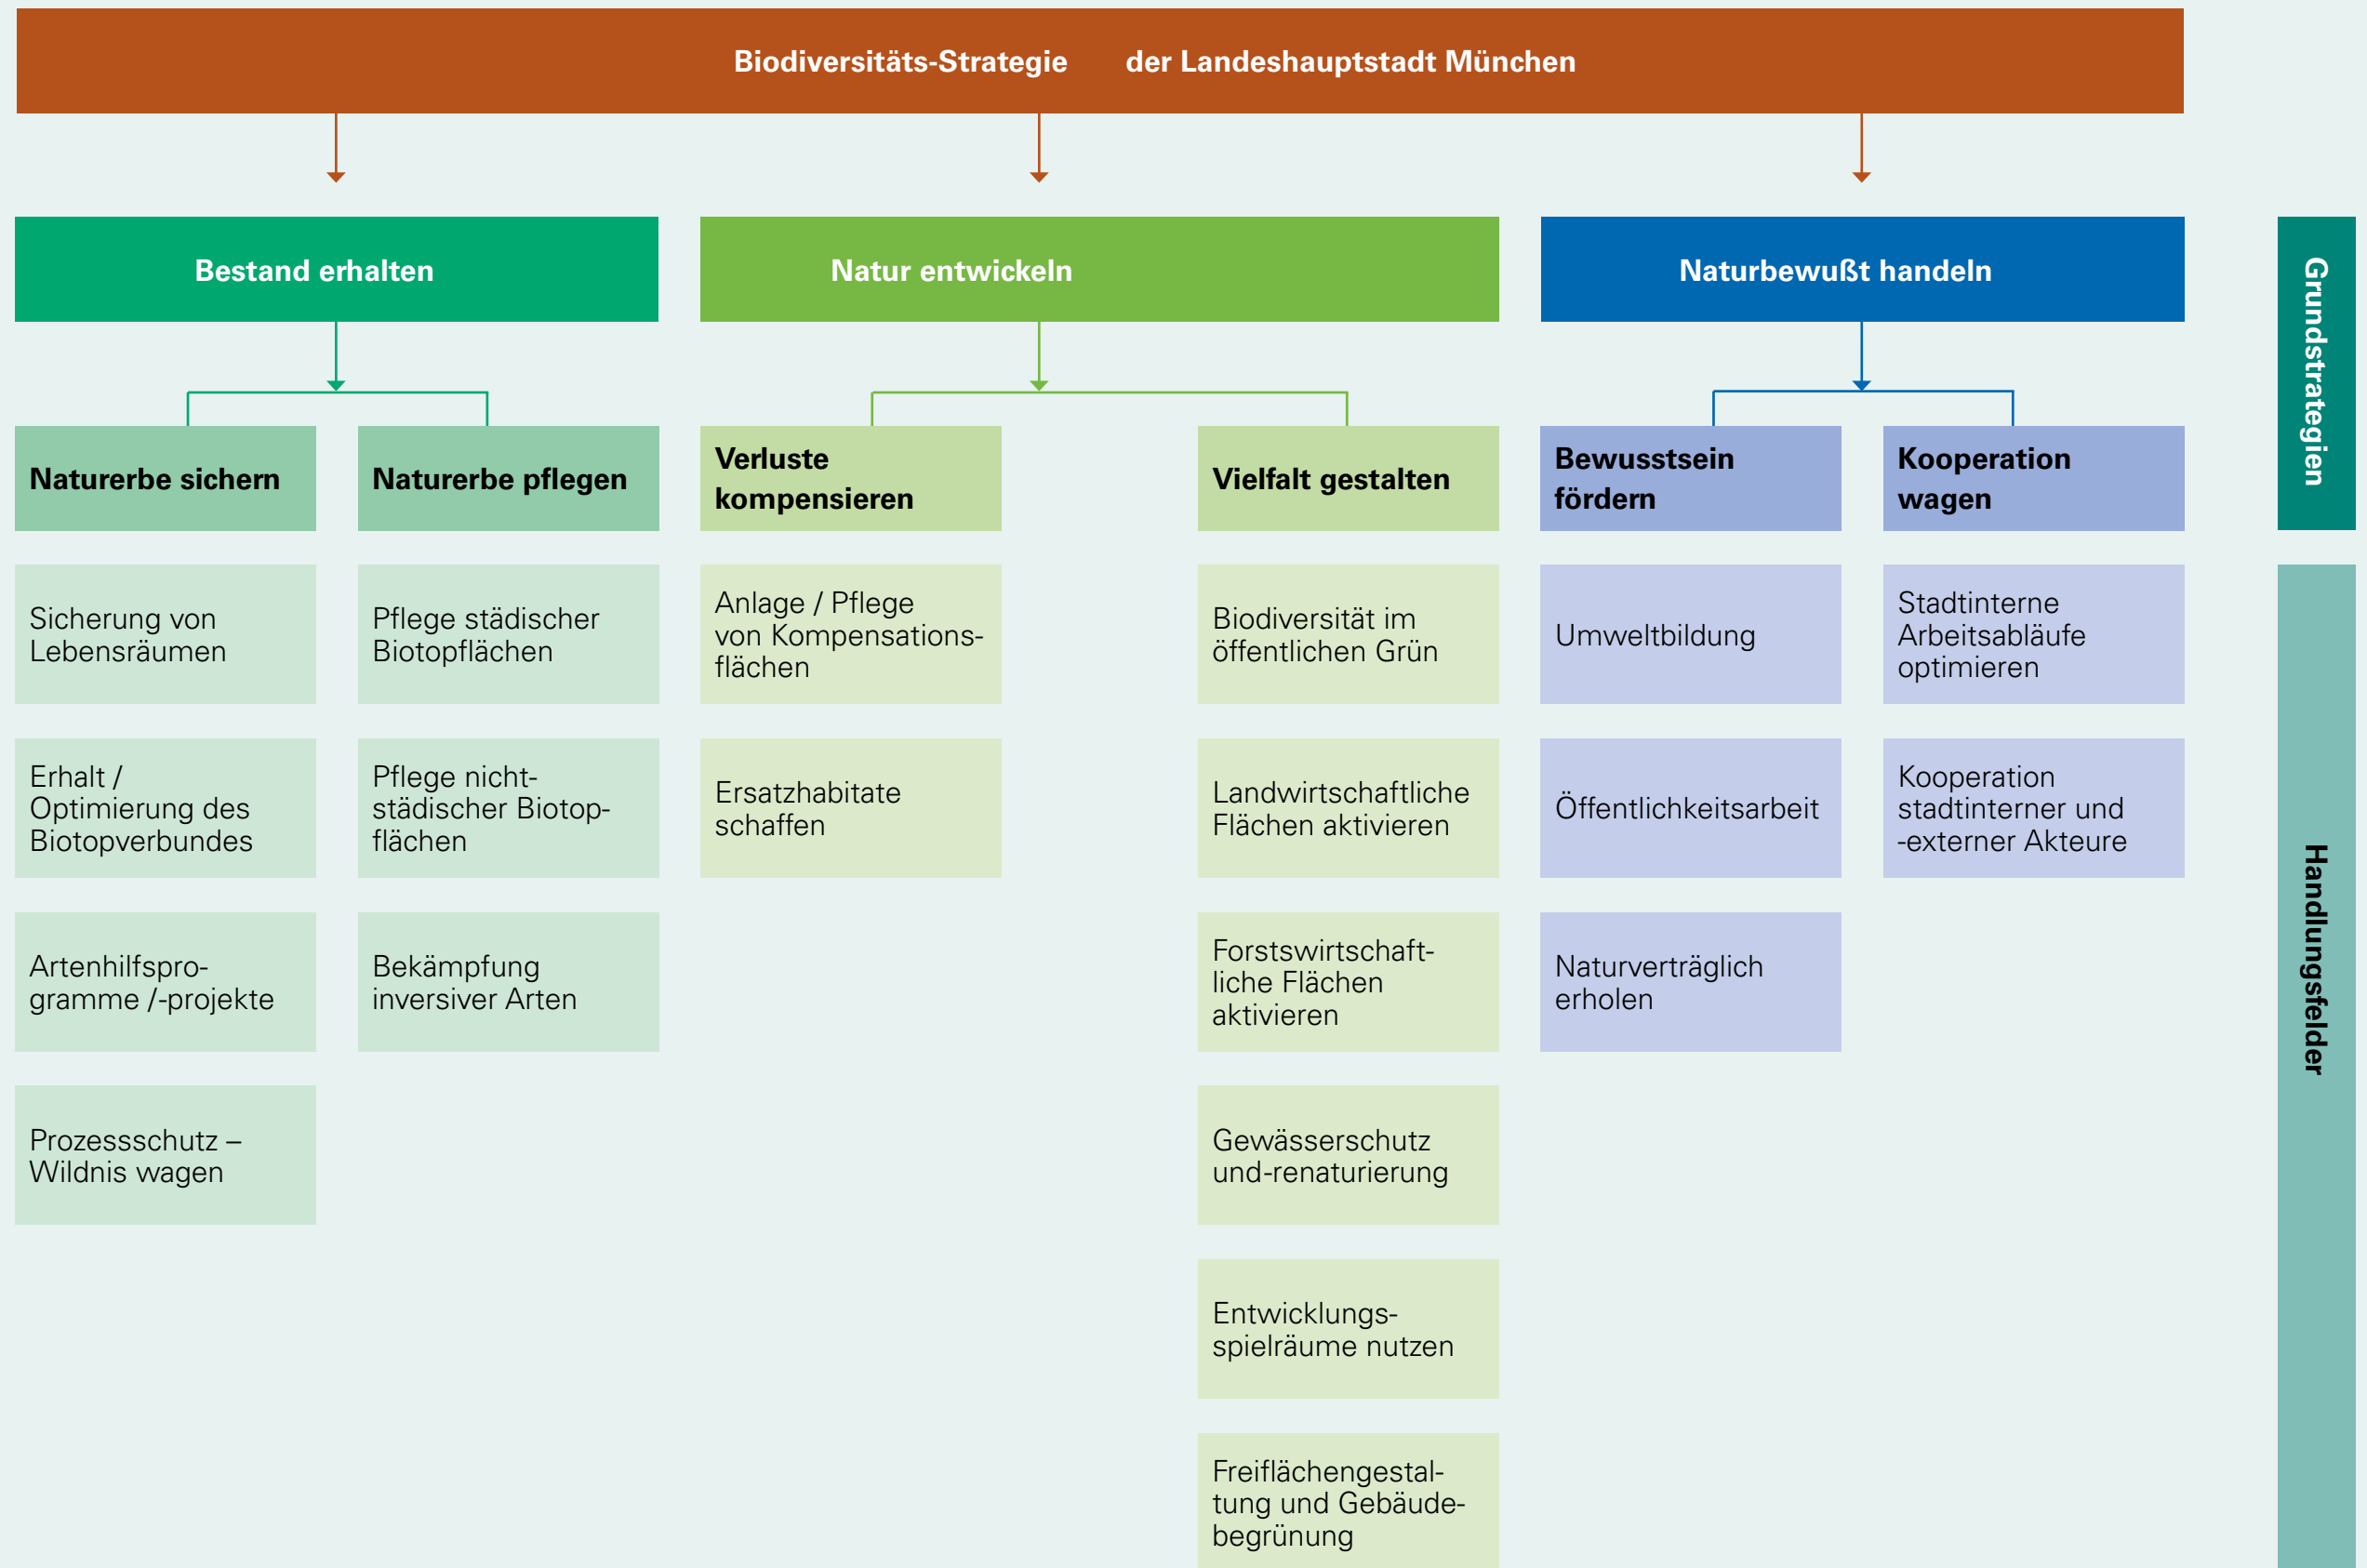 Biodiversitäts-Strategie der Landeshauptstadt München
Bestand erhalten
Natur entwickeln
Naturbewußt handeln
Grundstrategien
Naturerbe sichern
Naturerbe pflegen
Verluste
kompensieren
Vielfalt gestalten
Bewusstsein
fördern
Kooperation
wagen
Handlungsfelder
Sicherung von
Lebensräumen
Erhalt /
Optimierung des
Biotopverbundes
Artenhilfspro-
gramme /-projekte
Prozessschutz –
Wildnis wagen
Pflege städischer
Biotopflächen
Pflege nicht-
städischer Biotop-
flächen
Bekämpfung
inversiver Arten
Anlage / Pflege
von Kompensations-
flächen
Ersatzhabitate
schaffen
Biodiversität im
öffentlichen Grün
Landwirtschaftliche
Flächen aktivieren
Forstswirtschaft-
liche Flächen
aktivieren
Gewässerschutz
und-renaturierung
Entwicklungs-
spielräume nutzen
Freiflächengestal-
tung und Gebäude-
begrünung
Umweltbildung
Öffentlichkeitsarbeit
Naturverträglich
erholen
Stadtinterne
Arbeitsabläufe
optimieren
Kooperation
stadtinterner und
-externer Akteure